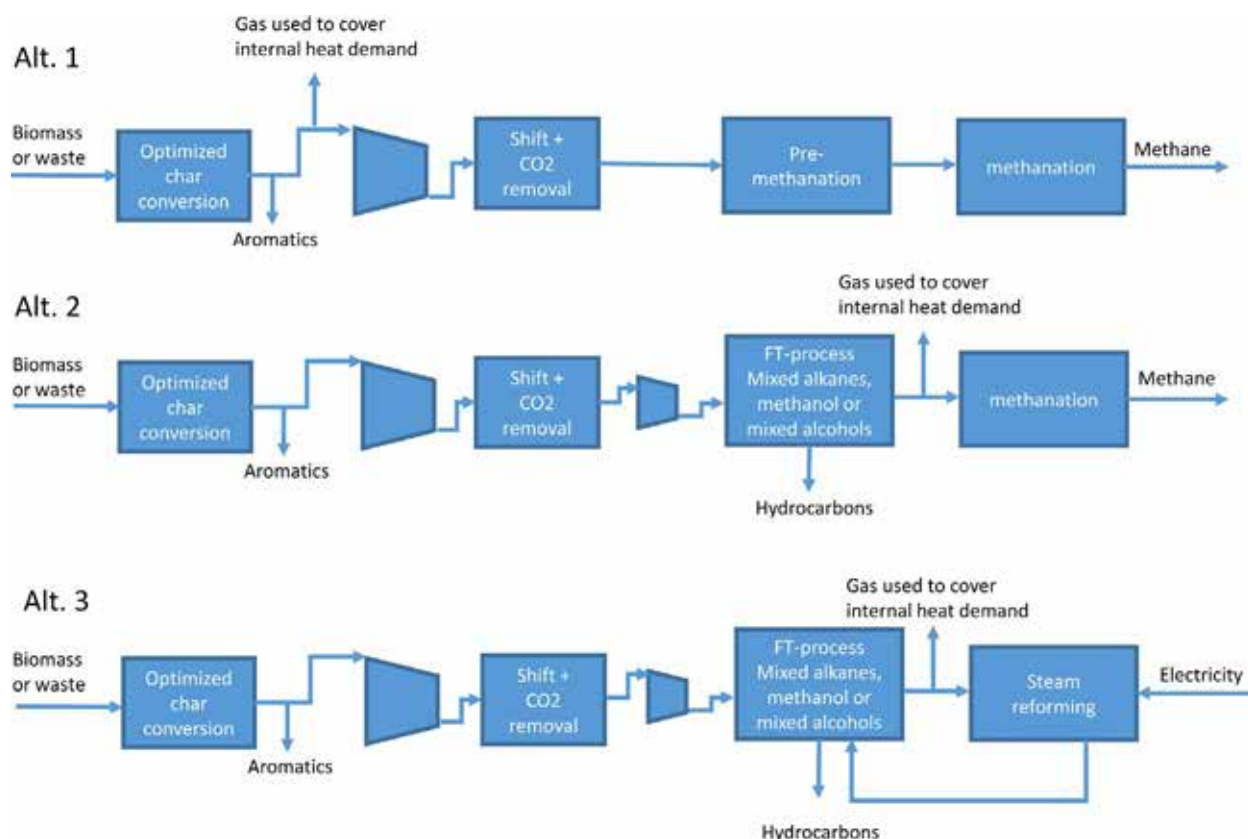 Gas used to cover
internal heat demand
Alt. 1
Biomass
or waste
Optimized
char
conversion
Aromatics
Shift +
CO2
removal
Pre-
methanation
methanation
Methane
Alt. 2
Gas used to cover
internal heat demand
Biomass
or waste
Optimized
char
conversion
Aromatics
Shift +
CO2
removal
FT-process
Mixed alkanes,
methanol or
mixed alcohols
Hydrocarbons
methanation
Methane
Alt. 3
Gas used to cover
internal heat demand
Biomass
or waste
Optimized
char
conversion
Aromatics
Shift +
CO2
removal
FT-process
Mixed alkanes,
methanol or
mixed alcohols
Hydrocarbons
Steam
reforming
Electricity